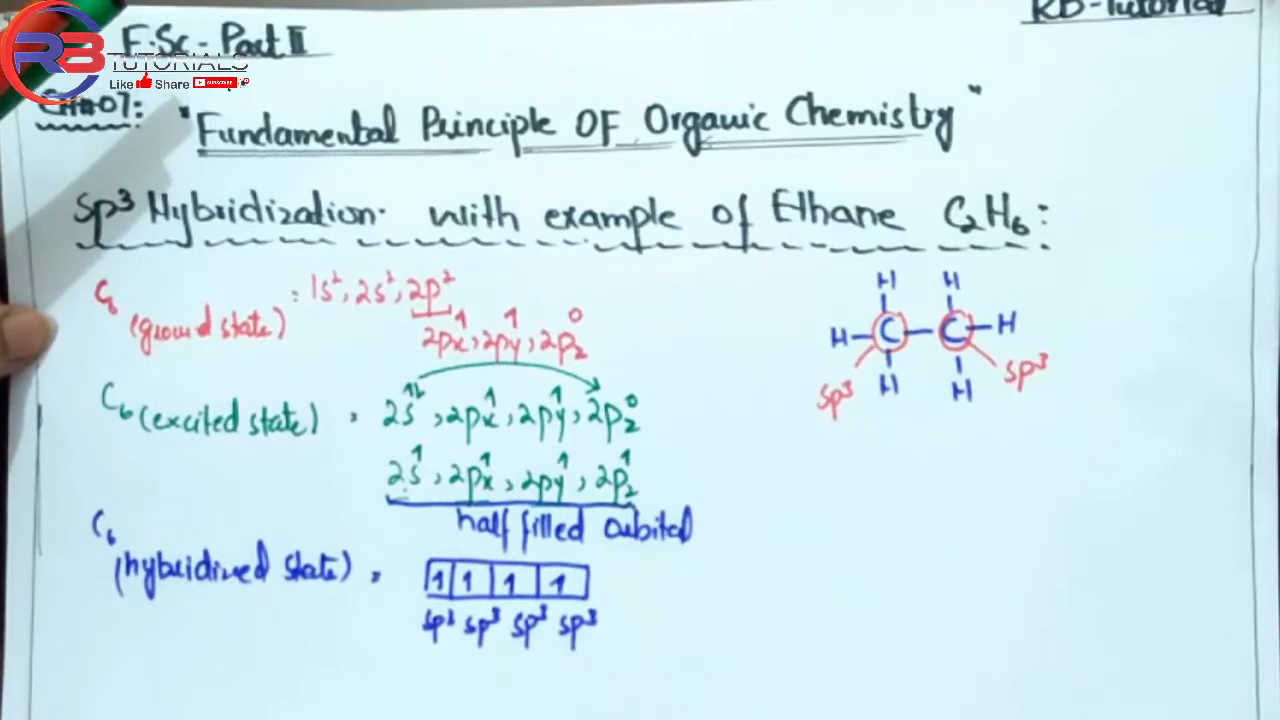 RB-Tutorial
F.Sc-Part II
RB TUTORIALS
Like Share SUBSCRIBE
CH#07:
"Fundamental Principle OF Organic Chemistry"
Sp³ Hybridization. with example of Ethane C₂H₆:
C₆ (ground state) : 1s², 2s², 2p²
2px¹, 2py¹, 2pz⁰
C₆ (excited state) = 2s¹², 2px¹, 2py¹, 2pz⁰
2s¹, 2px¹, 2py¹, 2pz¹
half filled orbital
C₆ (hybridized state) = 1 1 1 1
sp³ sp³ sp³ sp³
H H
H-C-C-H
sp³ H H sp³